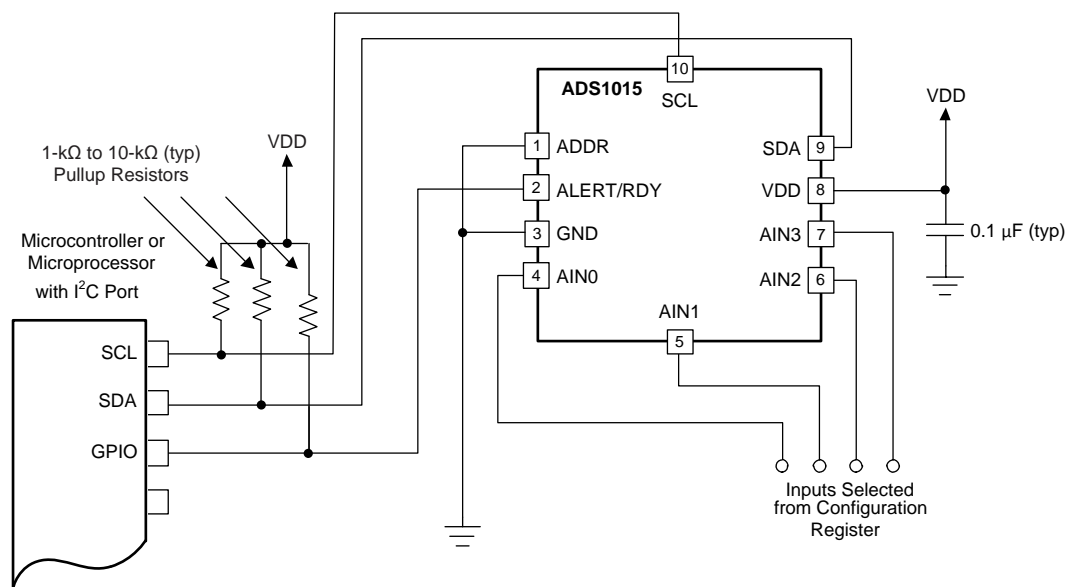 10
ADS1015
SCL
VDD
VDD
1-kΩ to 10-kΩ (typ)
Pullup Resistors
1
ADDR
SDA
9
2
ALERT/RDY
VDD
8
3
GND
AIN3
7
0.1 µF (typ)
Microcontroller or
Microprocessor
with I²C Port
4
AIN0
AIN2
6
AIN1
5
SCL
SDA
GPIO
Inputs Selected
from Configuration
Register